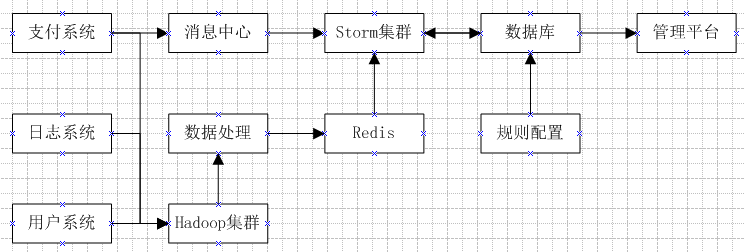 支付系统
消息中心
Storm集群
数据库
管理平台
日志系统
数据处理
Redis
规则配置
用户系统
Hadoop集群